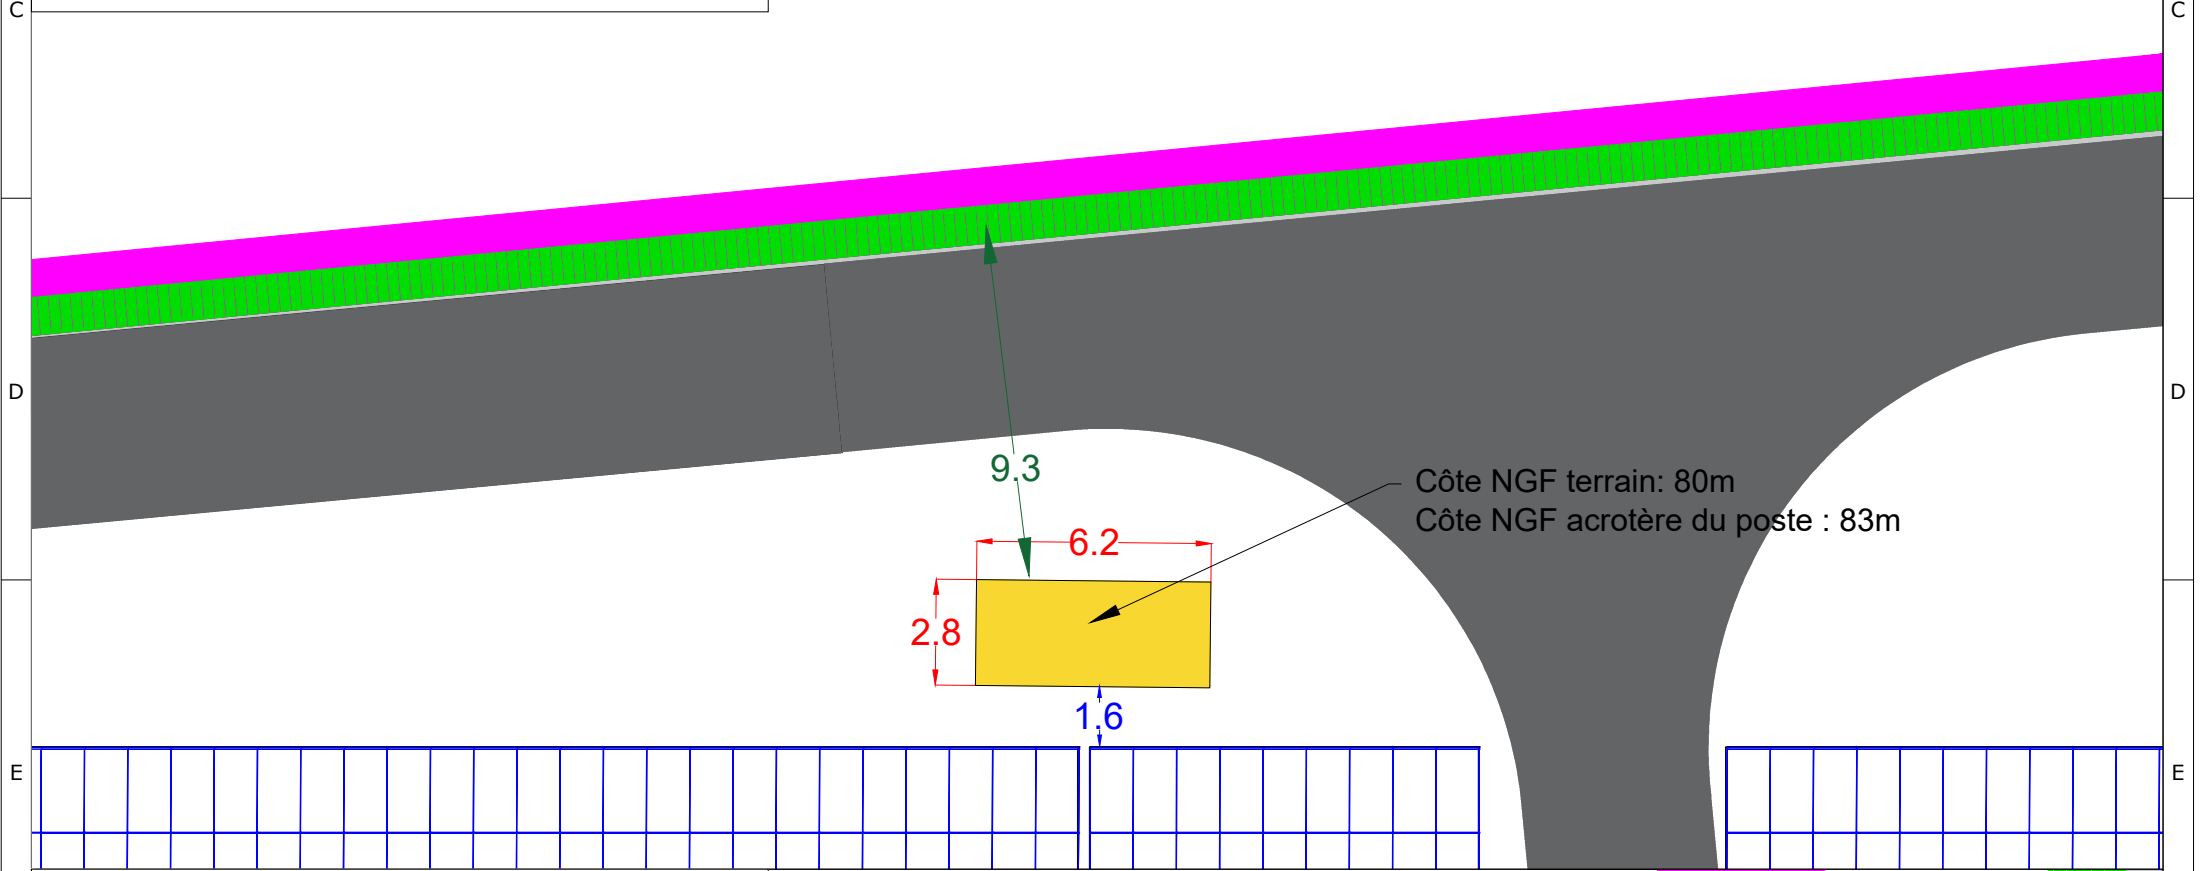 C
C
D
D
9.3
Côte NGF terrain: 80m
Côte NGF acrotère du poste : 83m
6.2
2.8
1.6
E
E